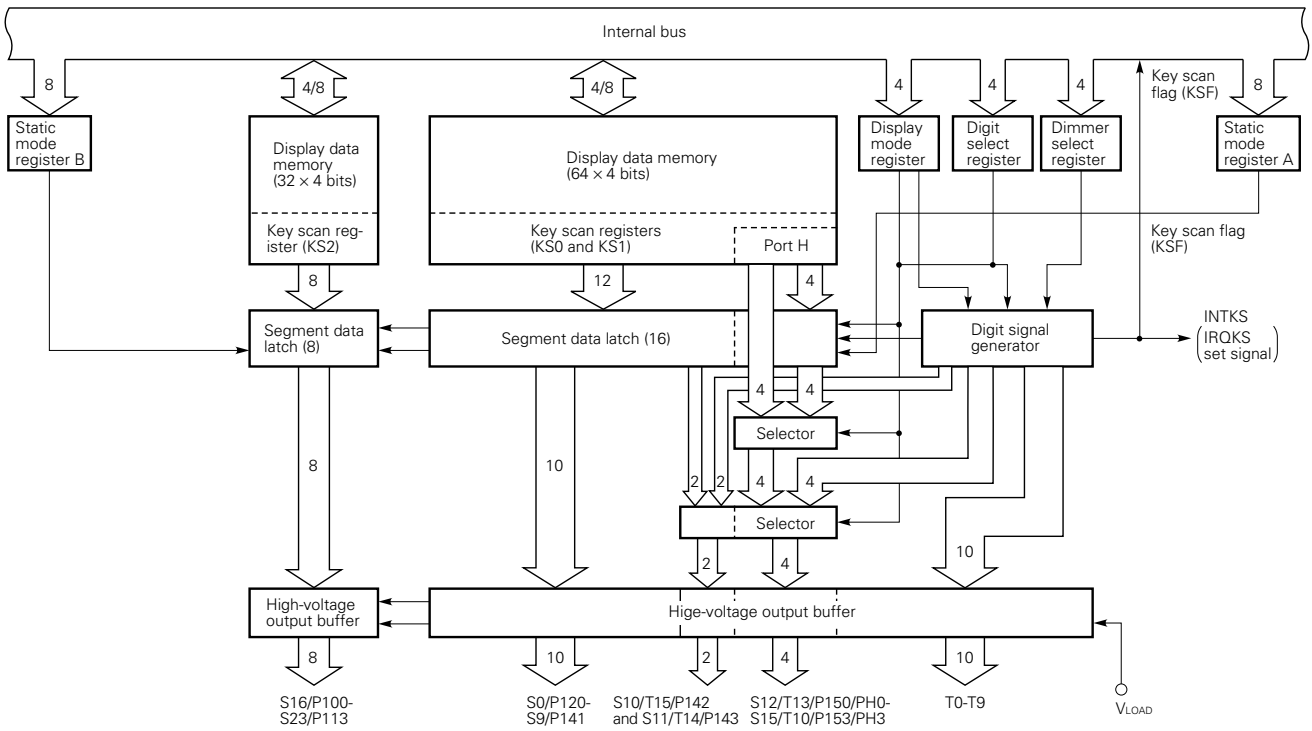 Internal bus
8
4/8
4/8
4
4
4
Key scan
flag (KSF)
8
Static
mode
register B
Display data
memory
(32 × 4 bits)
Display data memory
(64 × 4 bits)
Display
mode
register
Digit
select
register
Dimmer
select
register
Static
mode
register A
Key scan reg-
ister (KS2)
Key scan registers
(KS0 and KS1)
Port H
Key scan flag
(KSF)
8
12
4
Segment data
latch (8)
Segment data latch (16)
Digit signal
generator
INTKS
IRQKS
set signal
4
4
Selector
8
10
2
2
4
4
Selector
2
4
10
High-voltage
output buffer
Hige-voltage output buffer
8
10
2
4
10
S16/P100-
S23/P113
S0/P120-
S9/P141
S10/T15/P142
and S11/T14/P143
S12/T13/P150/PH0-
S15/T10/P153/PH3
T0-T9
VLOAD